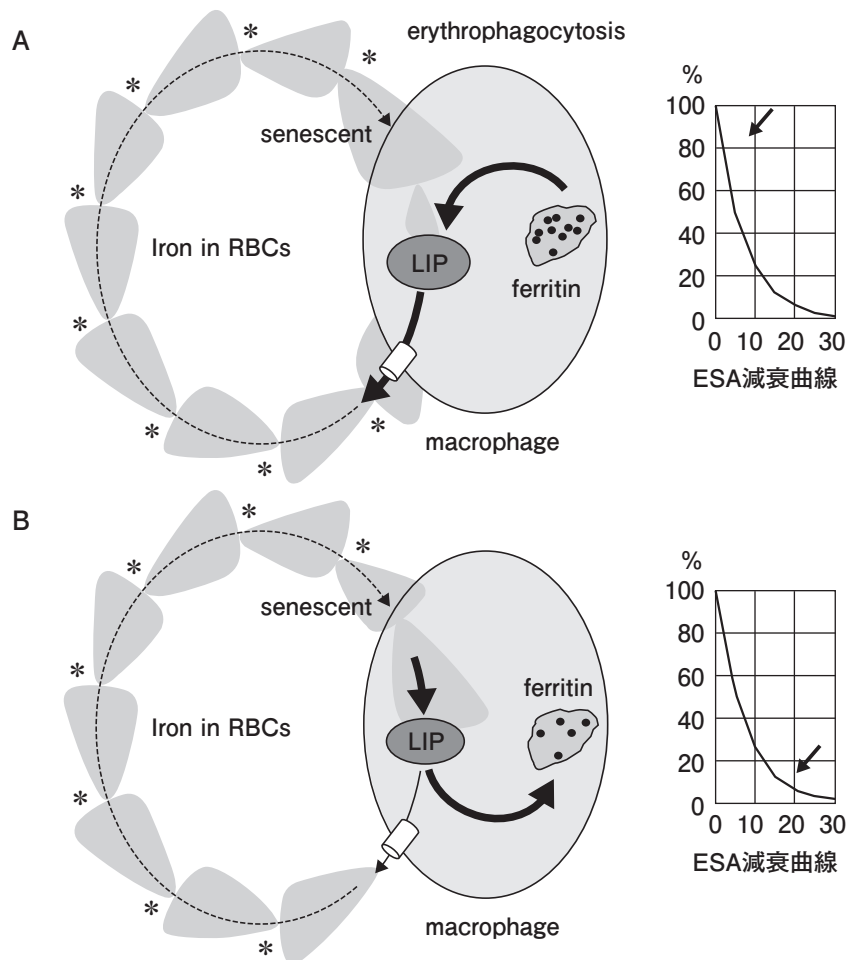 A
erythrophagocytosis
*
*
*
*
*
*
*
*
*
senescent
Iron in RBCs
LIP
ferritin
macrophage
%
100
80
60
40
20
0
0 10 20 30
ESA減衰曲線
B
*
*
*
*
*
*
*
senescent
Iron in RBCs
LIP
ferritin
macrophage
%
100
80
60
40
20
0
0 10 20 30
ESA減衰曲線